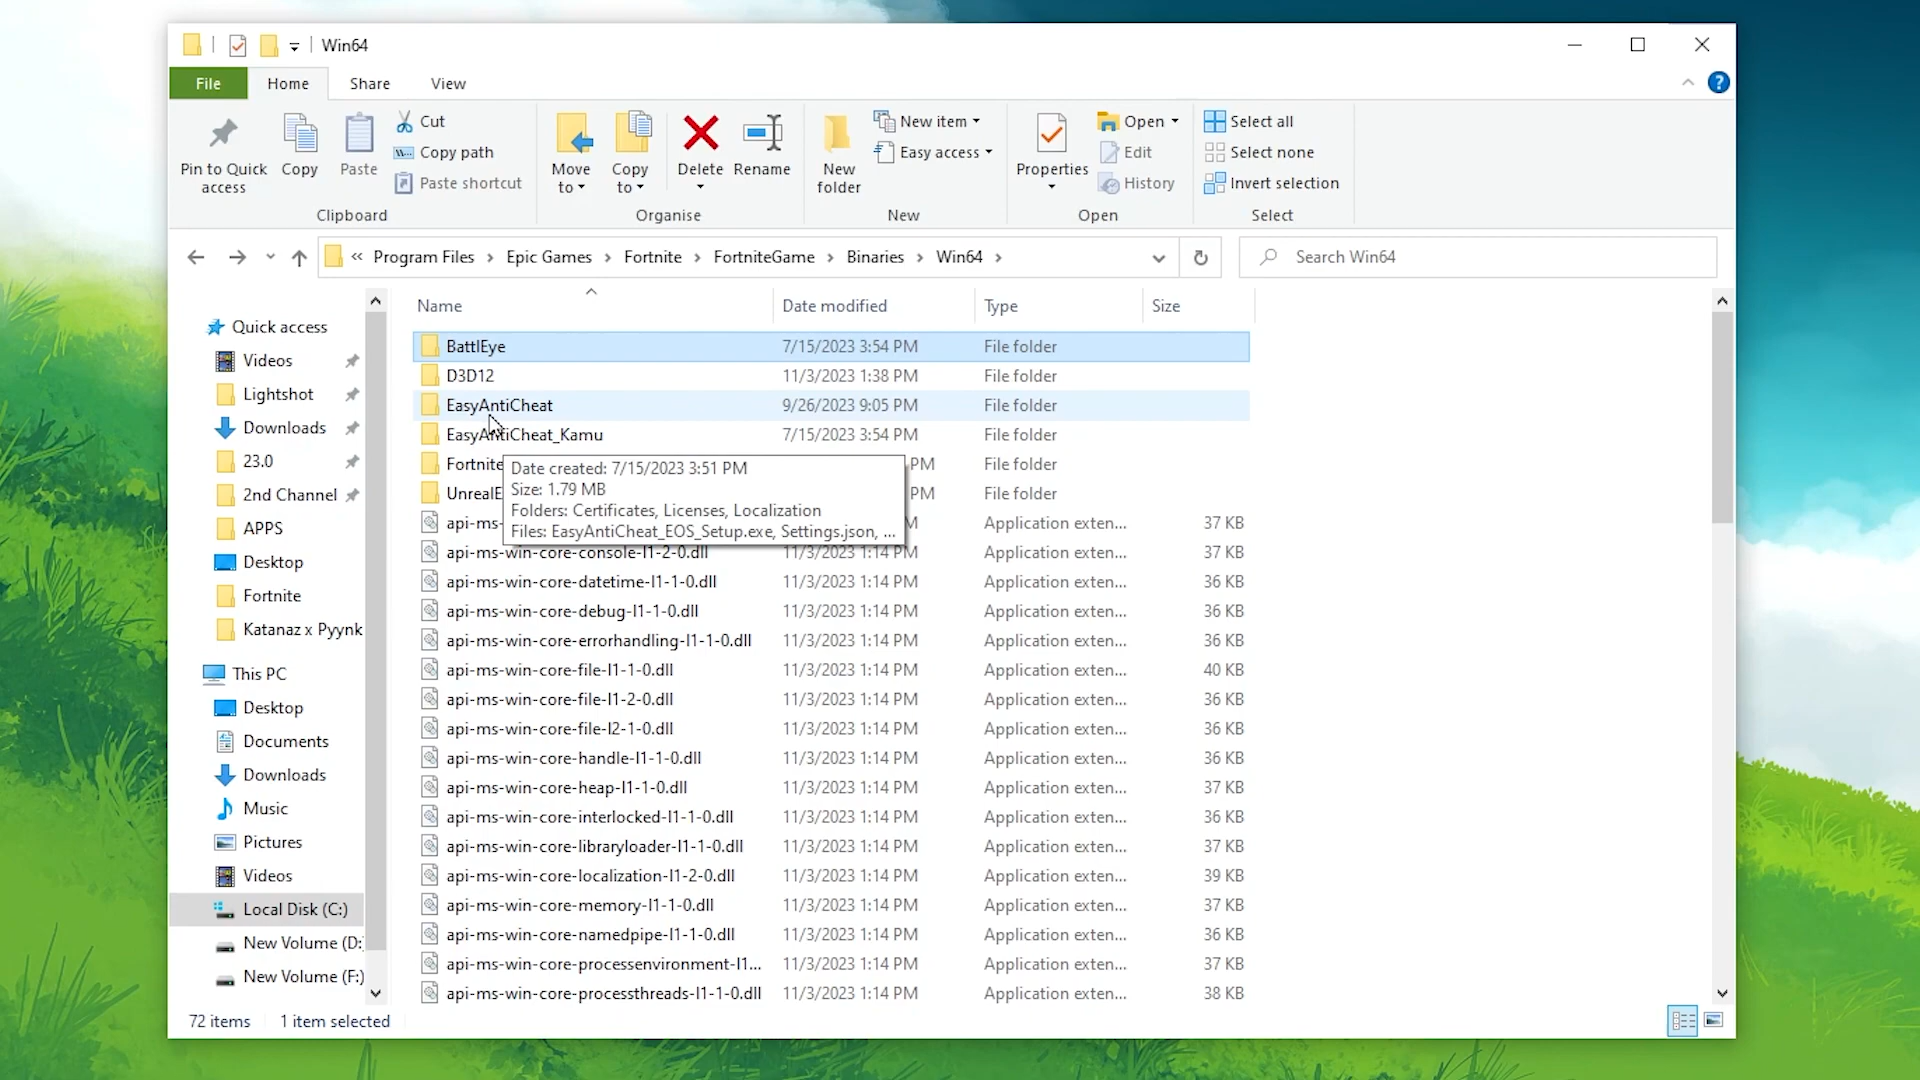 Win64
File Home Share View
Pin to Quick access
Copy
Paste
Cut
Copy path
Paste shortcut
Clipboard
Move to
Copy to
Delete
Rename
Organise
New folder
New item
Easy access
New
Properties
Open
Edit
History
Open
Select all
Select none
Invert selection
Select
« Program Files › Epic Games › Fortnite › FortniteGame › Binaries › Win64 ›
Search Win64
Quick access
Videos
Lightshot
Downloads
23.0
2nd Channel
APPS
Desktop
Fortnite
Katanaz x Pyynk
This PC
Desktop
Documents
Downloads
Music
Pictures
Videos
Local Disk (C:)
New Volume (D:
New Volume (F:)
Name Date modified Type Size
BattlEye 7/15/2023 3:54 PM File folder
D3D12 11/3/2023 1:38 PM File folder
EasyAntiCheat 9/26/2023 9:05 PM File folder
EasyAntiCheat_Kamu 7/15/2023 3:54 PM File folder
Fortnite PM File folder
UnrealE PM File folder
api-ms- M Application exten... 37 KB
Date created: 7/15/2023 3:51 PM
Size: 1.79 MB
Folders: Certificates, Licenses, Localization
Files: EasyAntiCheat_EOS_Setup.exe, Settings.json, ...
api-ms-win-core-console-l1-2-0.dll 11/3/2023 1:14 PM Application exten... 37 KB
api-ms-win-core-datetime-l1-1-0.dll 11/3/2023 1:14 PM Application exten... 36 KB
api-ms-win-core-debug-l1-1-0.dll 11/3/2023 1:14 PM Application exten... 36 KB
api-ms-win-core-errorhandling-l1-1-0.dll 11/3/2023 1:14 PM Application exten... 36 KB
api-ms-win-core-file-l1-1-0.dll 11/3/2023 1:14 PM Application exten... 40 KB
api-ms-win-core-file-l1-2-0.dll 11/3/2023 1:14 PM Application exten... 36 KB
api-ms-win-core-file-l2-1-0.dll 11/3/2023 1:14 PM Application exten... 36 KB
api-ms-win-core-handle-l1-1-0.dll 11/3/2023 1:14 PM Application exten... 36 KB
api-ms-win-core-heap-l1-1-0.dll 11/3/2023 1:14 PM Application exten... 37 KB
api-ms-win-core-interlocked-l1-1-0.dll 11/3/2023 1:14 PM Application exten... 36 KB
api-ms-win-core-libraryloader-l1-1-0.dll 11/3/2023 1:14 PM Application exten... 37 KB
api-ms-win-core-localization-l1-2-0.dll 11/3/2023 1:14 PM Application exten... 39 KB
api-ms-win-core-memory-l1-1-0.dll 11/3/2023 1:14 PM Application exten... 37 KB
api-ms-win-core-namedpipe-l1-1-0.dll 11/3/2023 1:14 PM Application exten... 36 KB
api-ms-win-core-processenvironment-l1... 11/3/2023 1:14 PM Application exten... 37 KB
api-ms-win-core-processthreads-l1-1-0.dll 11/3/2023 1:14 PM Application exten... 38 KB
72 items 1 item selected